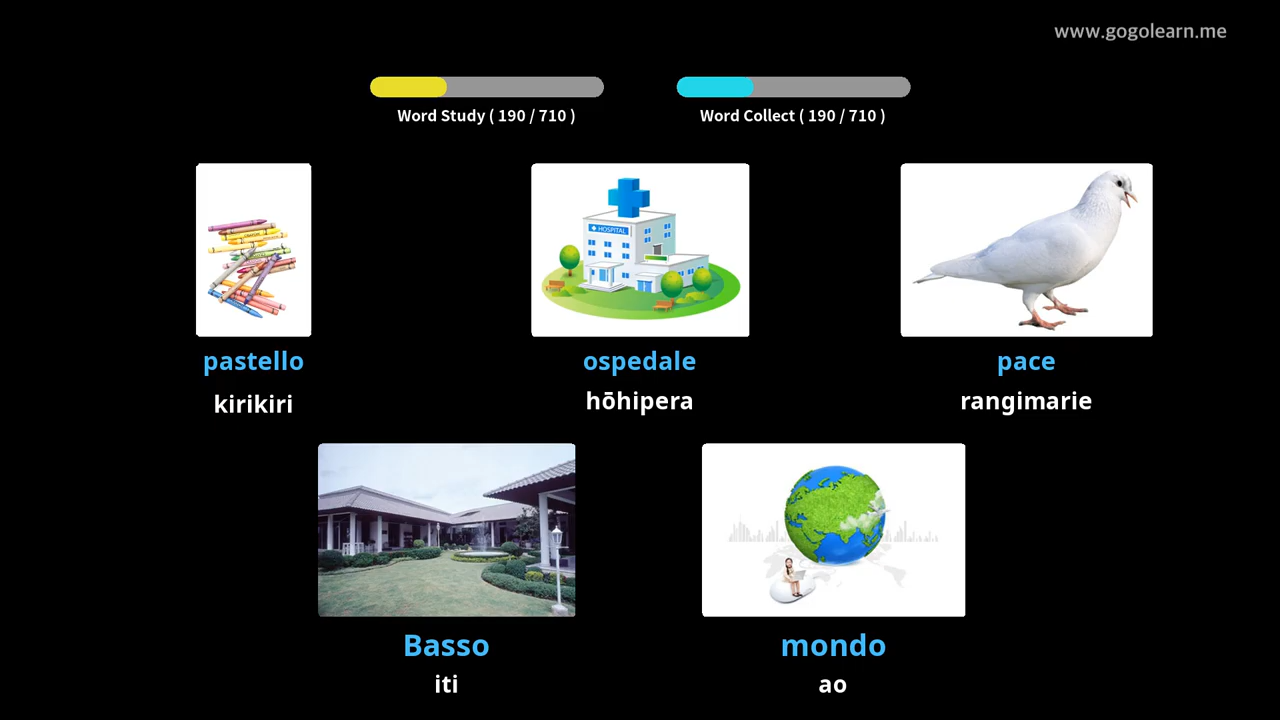 www.gogolearn.me
Word Study ( 190 / 710 )
Word Collect ( 190 / 710 )
HOSPITAL
pastello
ospedale
pace
kirikiri
hōhipera
rangimarie
Basso
mondo
iti
ao